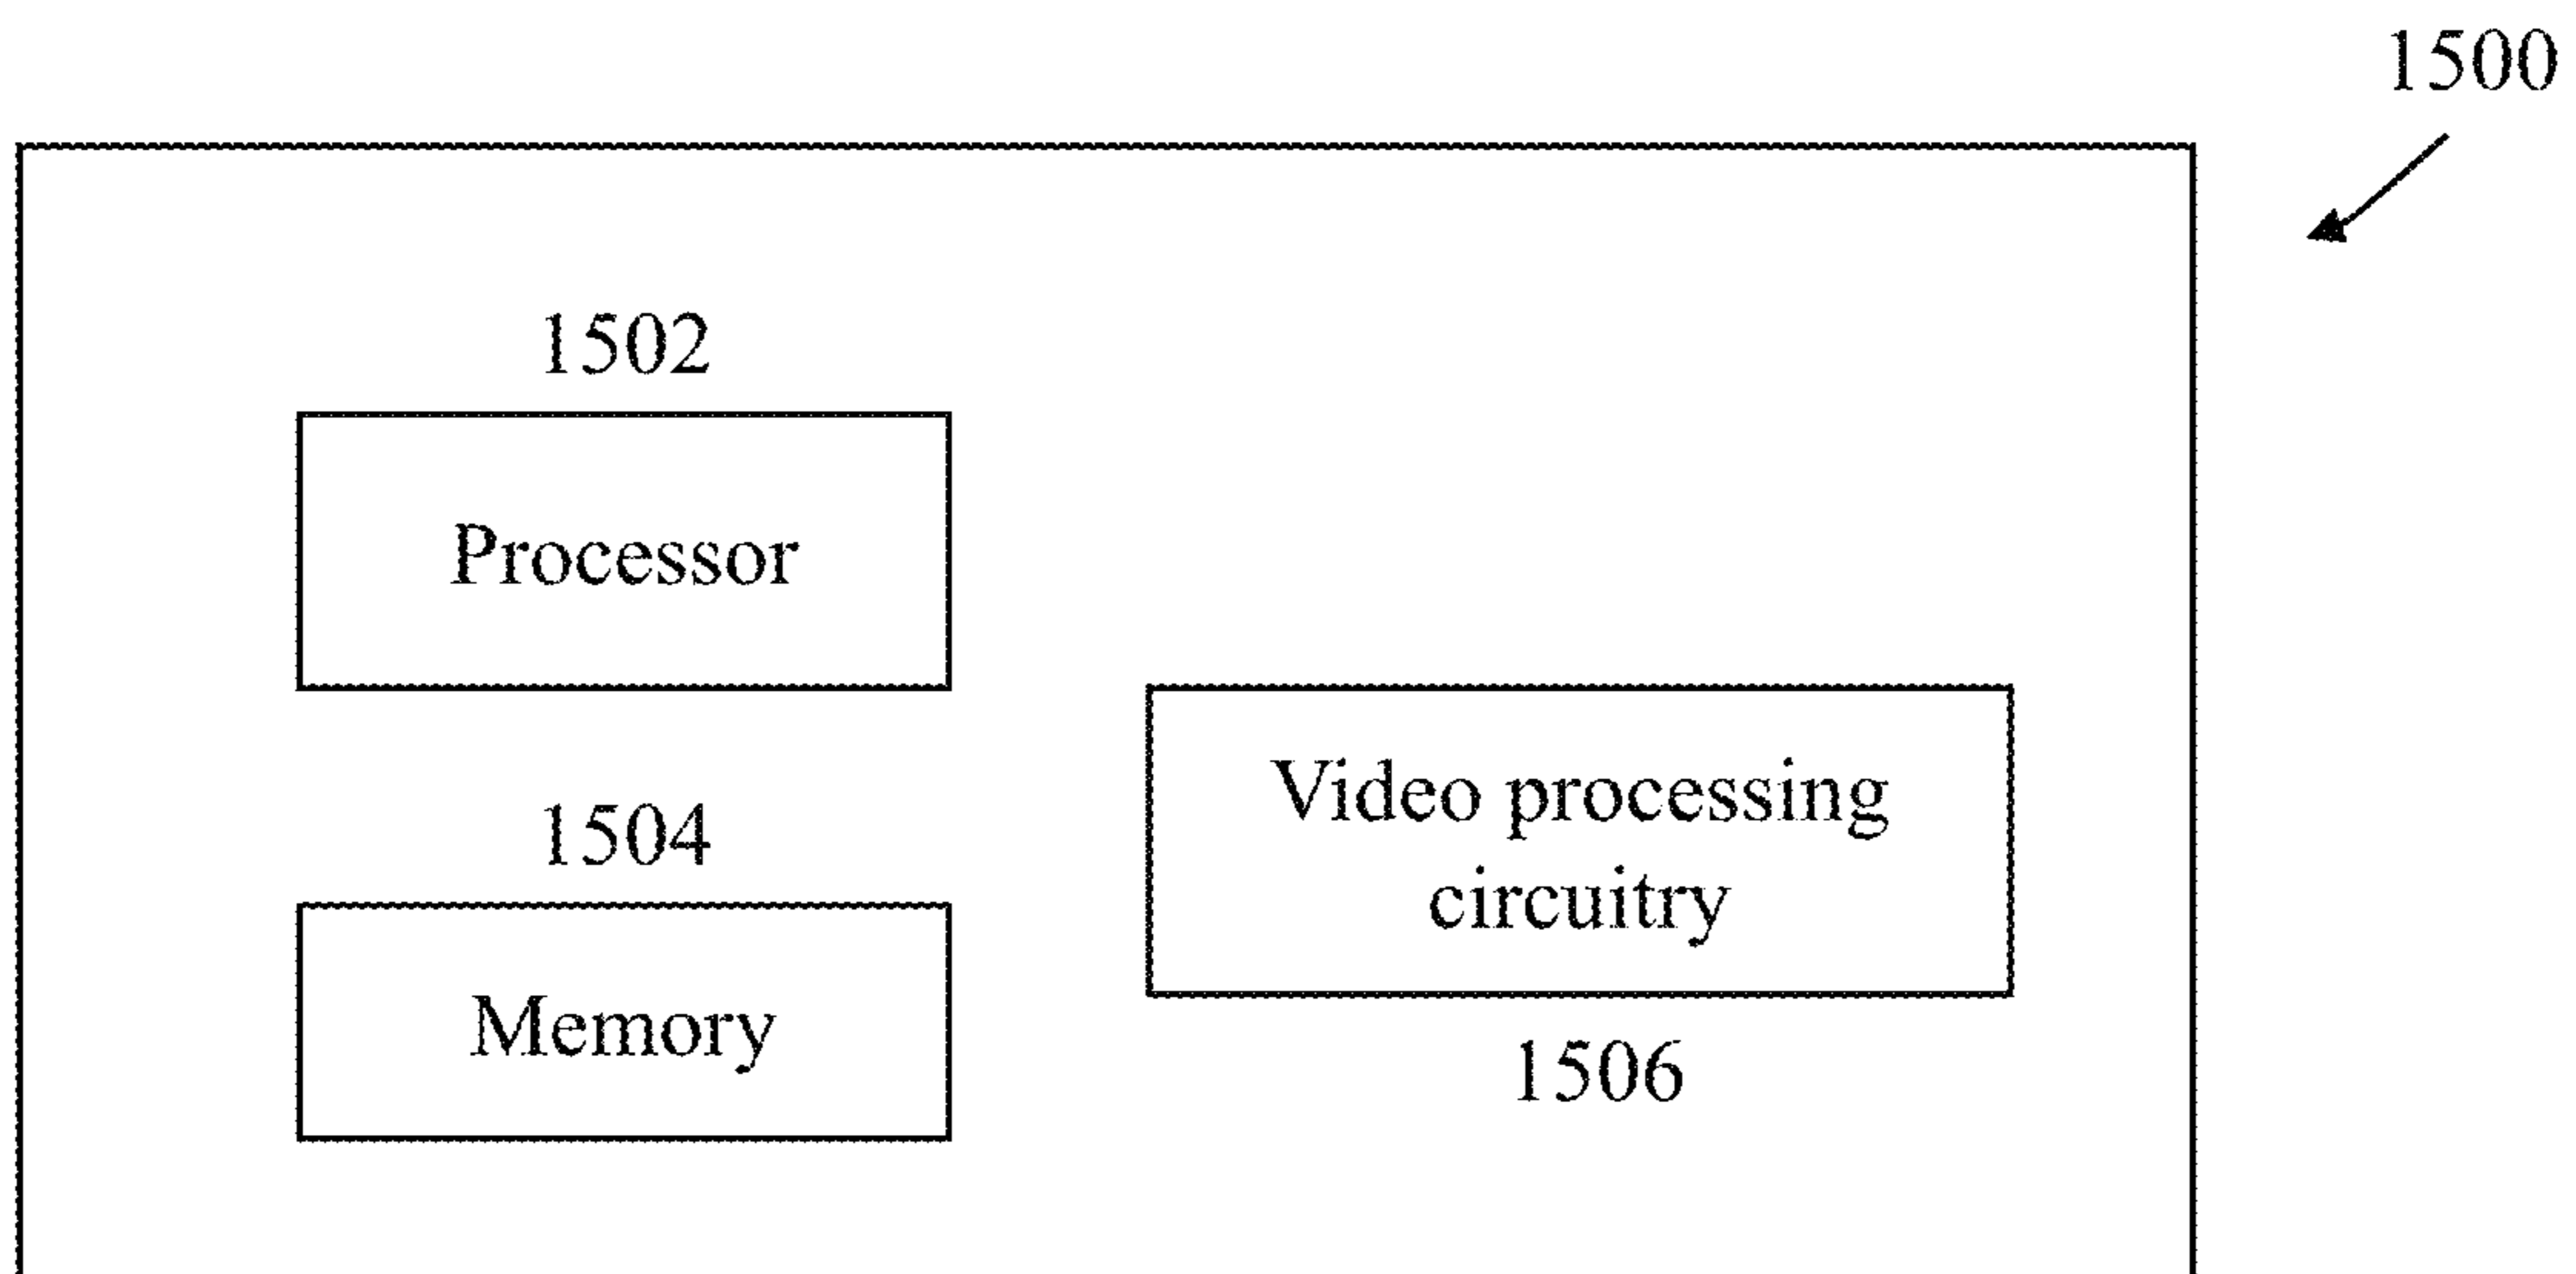 1500
1502
Processor
1504
Memory
Video processing
circuitry
1506